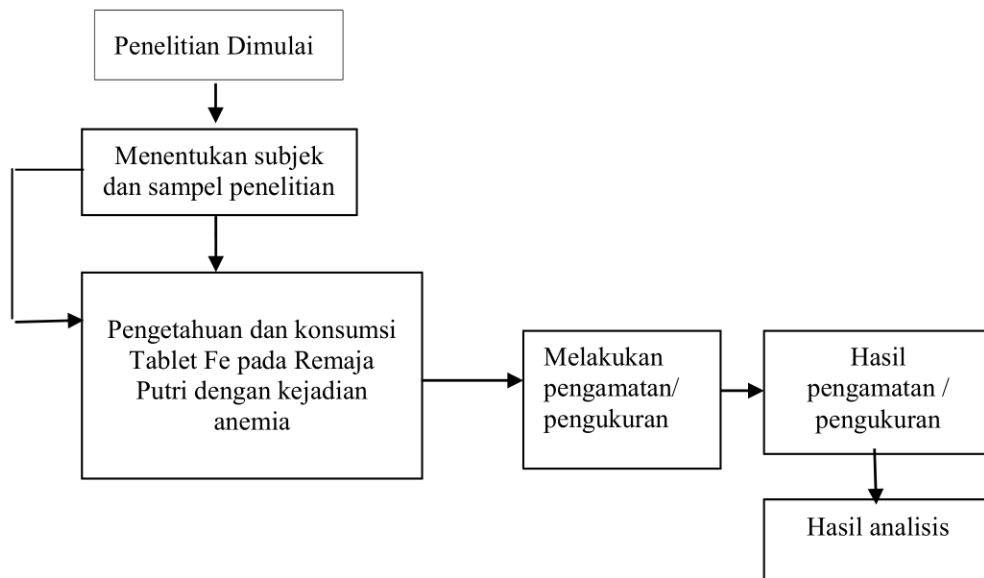 Penelitian Dimulai
Menentukan subjek
dan sampel penelitian
Pengetahuan dan konsumsi
Tablet Fe pada Remaja
Putri dengan kejadian
anemia
Melakukan
pengamatan/
pengukuran
Hasil
pengamatan /
pengukuran
Hasil analisis